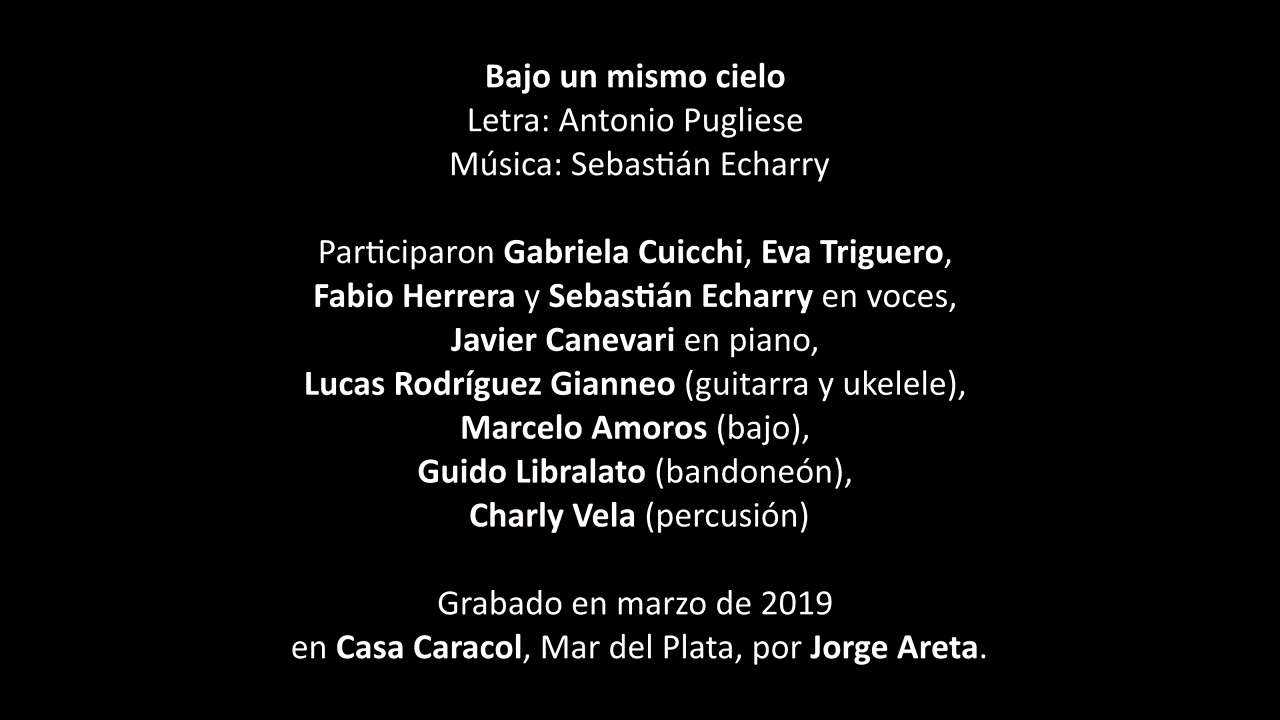 Bajo un mismo cielo
Letra: Antonio Pugliese
Música: Sebastián Echarry
Participaron Gabriela Cuicchi, Eva Triguero,
Fabio Herrera y Sebastián Echarry en voces,
Javier Canevari en piano,
Lucas Rodríguez Gianneo (guitarra y ukelele),
Marcelo Amoros (bajo),
Guido Libralato (bandoneón),
Charly Vela (percusión)
Grabado en marzo de 2019
en Casa Caracol, Mar del Plata, por Jorge Areta.